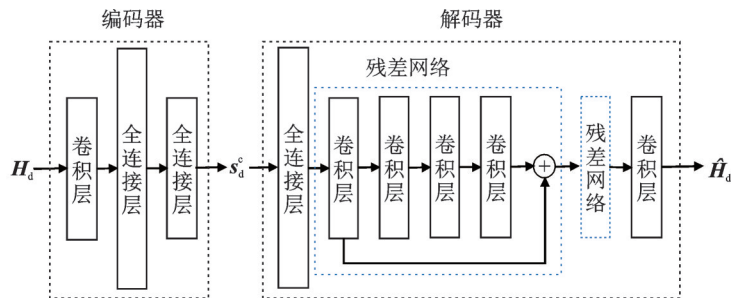 编码器
解码器
残差网络
H_d
卷积层
全连接层
全连接层
s_d^c
全连接层
卷积层
卷积层
卷积层
卷积层
+
残差网络
卷积层
Ĥ_d